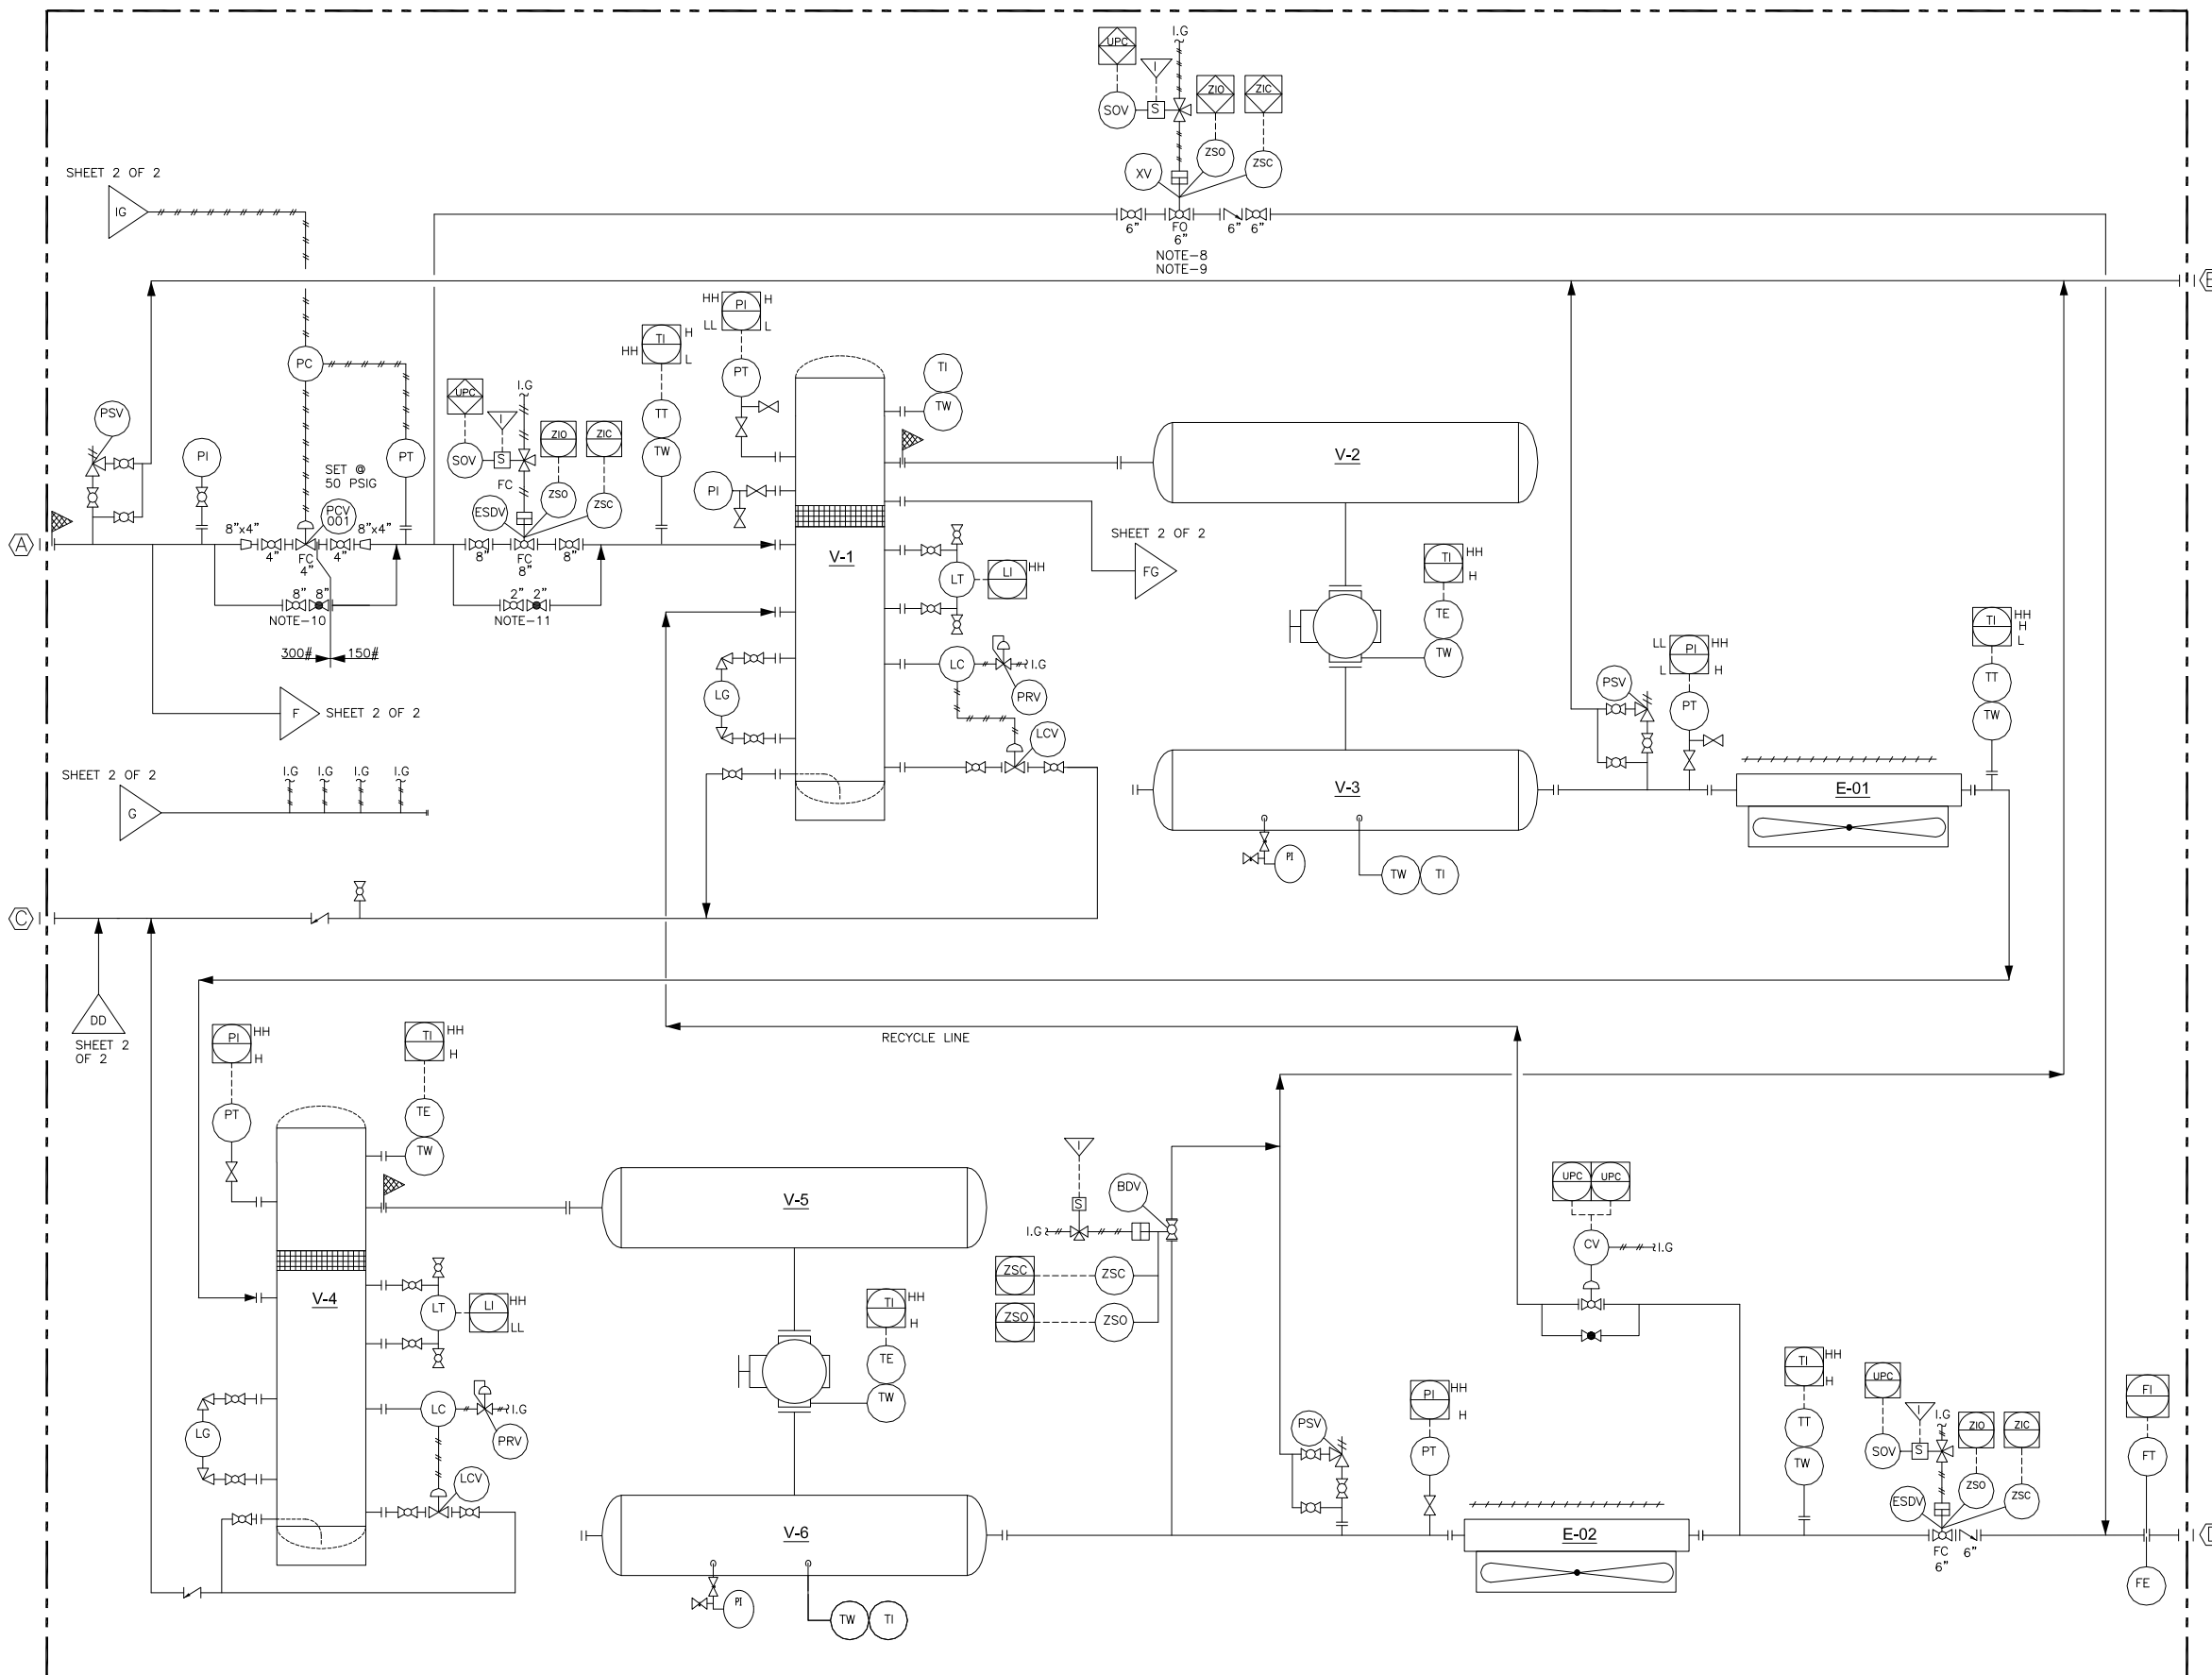 UPC
I.G
I
ZIO
ZIC
SOV
S
ZSO
ZSC
XV
SHEET 2 OF 2
IG
6"
FO
6"
6"
6"
NOTE-8
NOTE-9
HH
PI
H
LL
L
TI
H
HH
L
PC
PT
TI
TW
UPC
I.G
I
ZIO
ZIC
TT
PSV
PI
PT
SET @
50 PSIG
SOV
S
TW
V-2
FC
PI
ZSO
PCV
001
ESDV
ZSC
8"x4"
8"x4"
SHEET 2 OF 2
A
4"
FC
4"
4"
8"
FC
8"
8"
V-1
FG
TI
HH
H
LT
LI
HH
8"
8"
2"
2"
NOTE-10
NOTE-11
TE
TI
HH
H
L
300#
150#
LC
I.G
TW
LL
PI
HH
L
H
LG
PRV
PSV
TT
F
SHEET 2 OF 2
PT
TW
LCV
SHEET 2 OF 2
I.G
I.G
I.G
I.G
G
V-3
E-01
PI
TW
TI
C
DD
SHEET 2
OF 2
PI
HH
H
TI
HH
H
RECYCLE LINE
PT
TE
TW
I
UPC
UPC
S
BDV
V-5
I.G
CV
I.G
ZSC
ZSC
V-4
LT
LI
HH
LL
TI
HH
H
ZSO
ZSO
TE
TI
HH
H
TW
PI
HH
H
UPC
I
I.G
FI
LC
I.G
LG
PRV
PSV
PT
TT
ZIO
ZIC
SOV
S
FT
TW
LCV
ESDV
ZSO
ZSC
V-6
E-02
FC
6"
6"
PI
TW
TI
FE